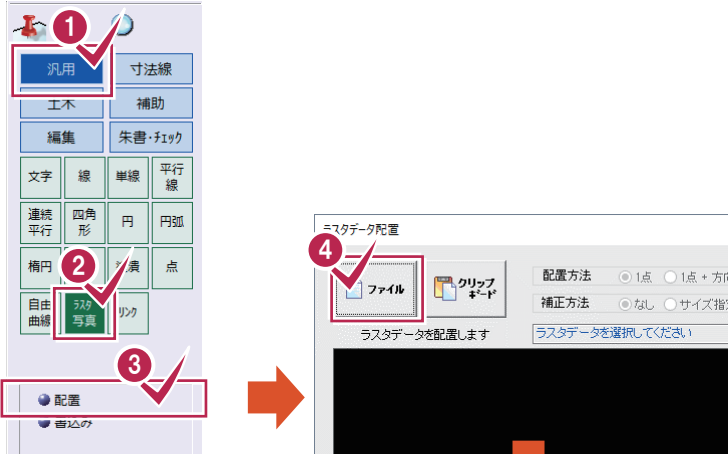 1
汎用
寸法線
土木
補助
編集
朱書・ﾁｪｯｸ
文字
線
単線
平行
線
連続
平行
四角
形
円
円弧
楕円
2
点
自由
曲線
ﾗｽﾀ
写真
ﾘﾝｸ
3
配置
書込み
ラスタデータ配置
4
ファイル
クリップ
ﾎﾞｰﾄﾞ
ラスタデータを配置します
配置方法
1点
1点 + 方向
補正方法
なし
サイズ指定
ラスタデータを選択してください